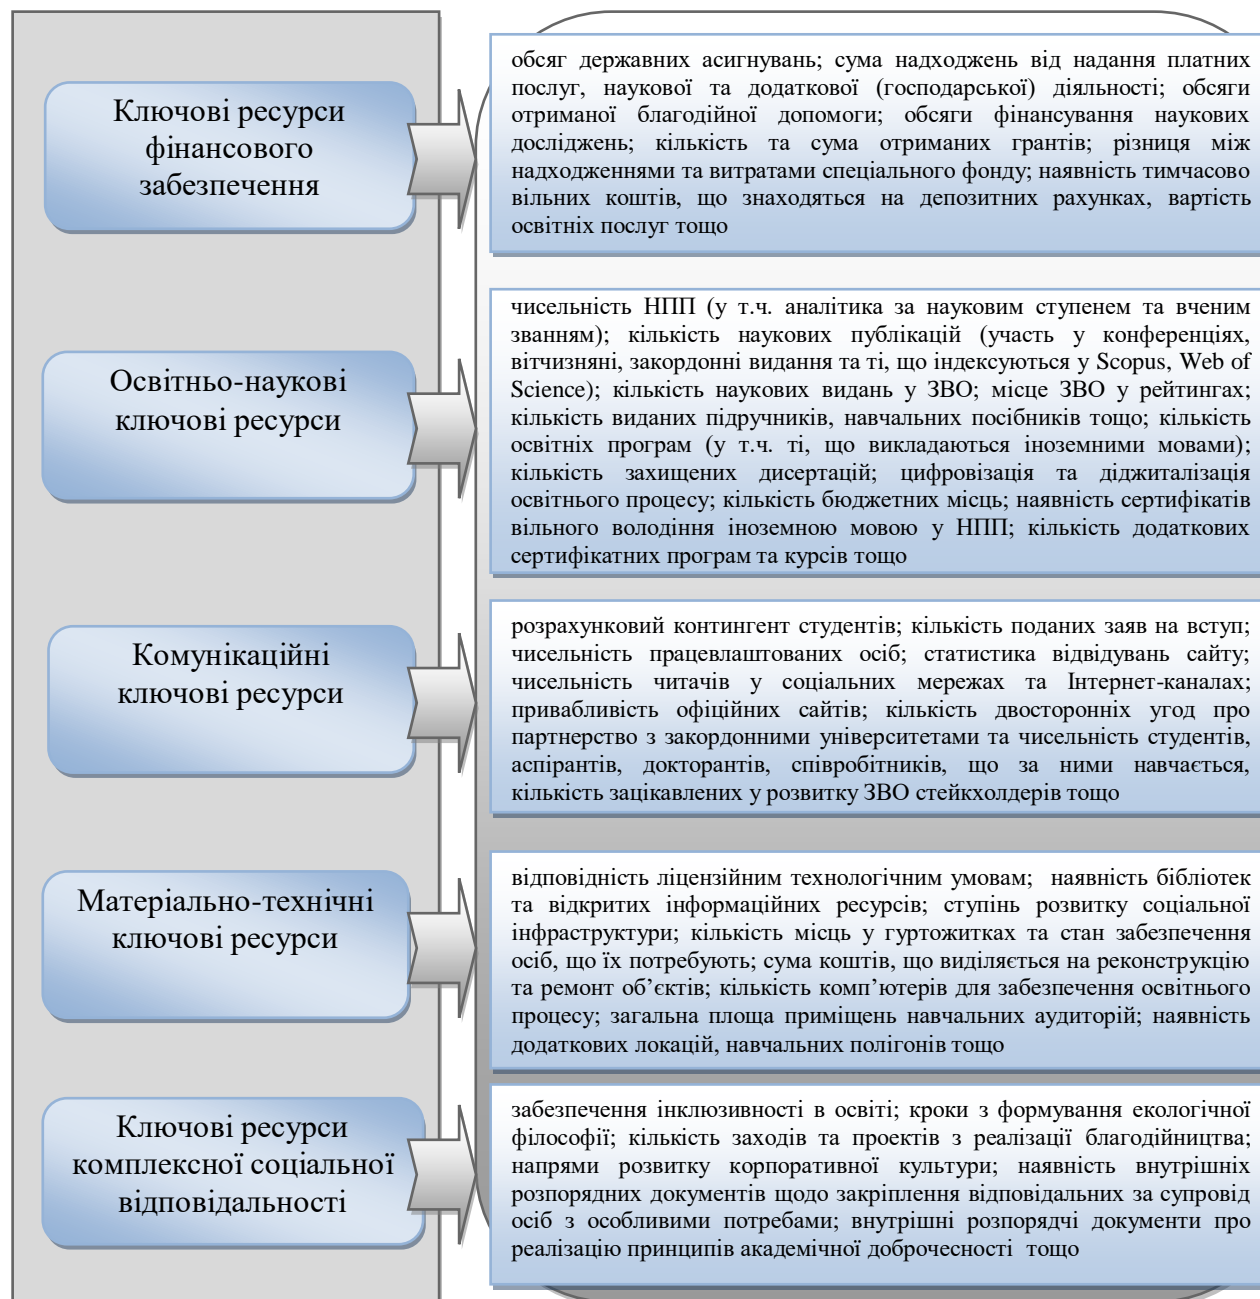 Ключові ресурси
фінансового
забезпечення
обсяг державних асигнувань; сума надходжень від надання платних
послуг, наукової та додаткової (господарської) діяльності; обсяги
отриманої благодійної допомоги; обсяги фінансування наукових
досліджень; кількість та сума отриманих грантів; різниця між
надходженнями та витратами спеціального фонду; наявність тимчасово
вільних коштів, що знаходяться на депозитних рахунках, вартість
освітніх послуг тощо
Освітньо-наукові
ключові ресурси
чисельність НПП (у т.ч. аналітика за науковим ступенем та вченим
званням); кількість наукових публікацій (участь у конференціях,
вітчизняні, закордонні видання та ті, що індексуються у Scopus, Web of
Science); кількість наукових видань у ЗВО; місце ЗВО у рейтингах;
кількість виданих підручників, навчальних посібників тощо; кількість
освітніх програм (у т.ч. ті, що викладаються іноземними мовами);
кількість захищених дисертацій; цифровізація та діджиталізація
освітнього процесу; кількість бюджетних місць; наявність сертифікатів
вільного володіння іноземною мовою у НПП; кількість додаткових
сертифікатних програм та курсів тощо
Комунікаційні
ключові ресурси
розрахунковий контингент студентів; кількість поданих заяв на вступ;
чисельність працевлаштованих осіб; статистика відвідувань сайту;
чисельність читачів у соціальних мережах та Інтернет-каналах;
привабливість офіційних сайтів; кількість двосторонніх угод про
партнерство з закордонними університетами та чисельність студентів,
аспірантів, докторантів, співробітників, що за ними навчається,
кількість зацікавлених у розвитку ЗВО стейкхолдерів тощо
Матеріально-технічні
ключові ресурси
відповідність ліцензійним технологічним умовам; наявність бібліотек
та відкритих інформаційних ресурсів; ступінь розвитку соціальної
інфраструктури; кількість місць у гуртожитках та стан забезпечення
осіб, що їх потребують; сума коштів, що виділяється на реконструкцію
та ремонт об’єктів; кількість комп’ютерів для забезпечення освітнього
процесу; загальна площа приміщень навчальних аудиторій; наявність
додаткових локацій, навчальних полігонів тощо
Ключові ресурси
комплексної соціальної
відповідальності
забезпечення інклюзивності в освіті; кроки з формування екологічної
філософії; кількість заходів та проектів з реалізації благодійництва;
напрями розвитку корпоративної культури; наявність внутрішніх
розпорядних документів щодо закріплення відповідальних за супровід
осіб з особливими потребами; внутрішні розпорядчі документи про
реалізацію принципів академічної доброчесності тощо